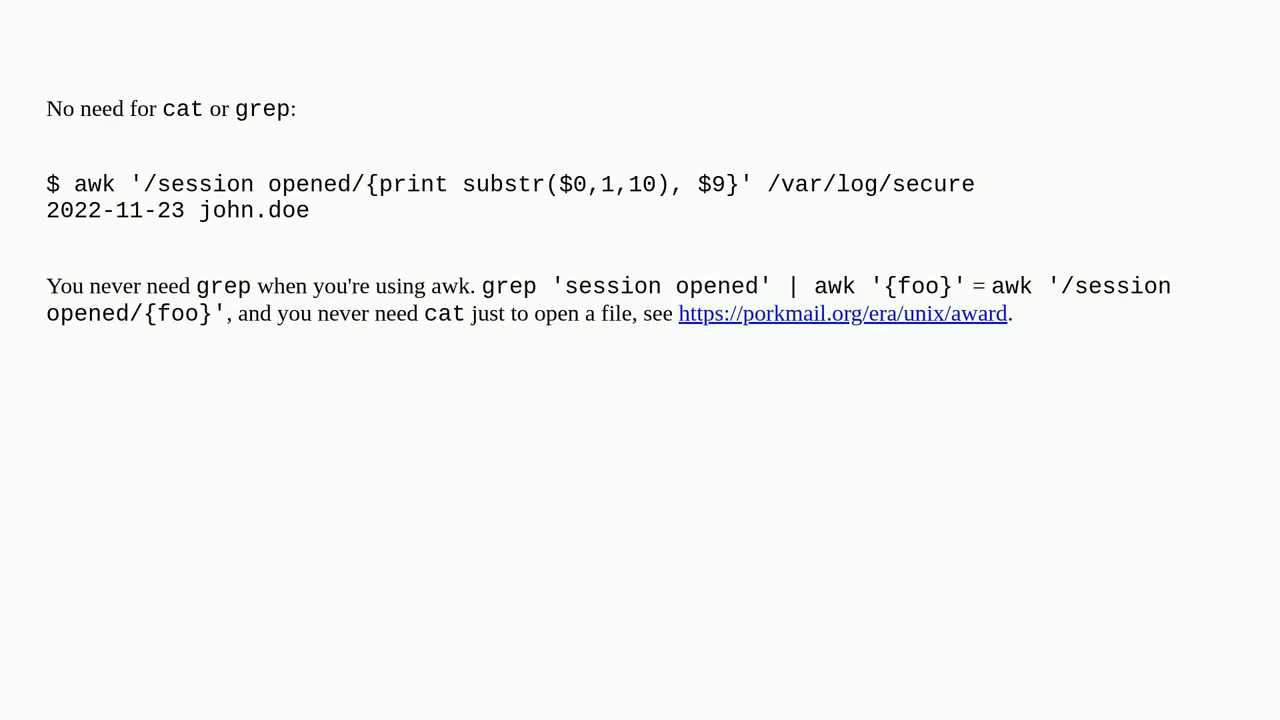 No need for cat or grep:
$ awk '/session opened/{print substr($0,1,10), $9}' /var/log/secure
2022-11-23 john.doe
You never need grep when you're using awk. grep 'session opened' | awk '{foo}' = awk '/session
opened/{foo}', and you never need cat just to open a file, see https://porkmail.org/era/unix/award.